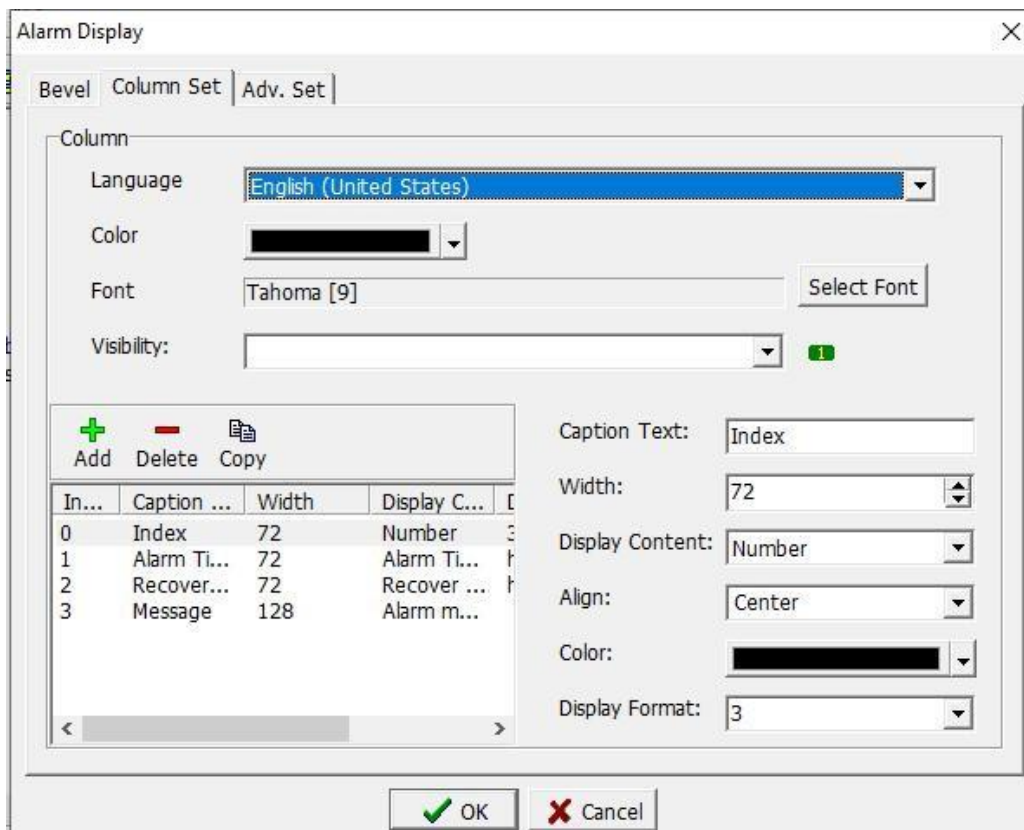 Alarm Display
Bevel Column Set Adv. Set
Column
Language English (United States)
Color
Font Tahoma [9] Select Font
Visibility: 1
Add Delete Copy
In... Caption ... Width Display C...
0 Index 72 Number 3
1 Alarm Ti... 72 Alarm Ti... h
2 Recover... 72 Recover ... h
3 Message 128 Alarm m...
Caption Text: Index
Width: 72
Display Content: Number
Align: Center
Color:
Display Format: 3
OK Cancel